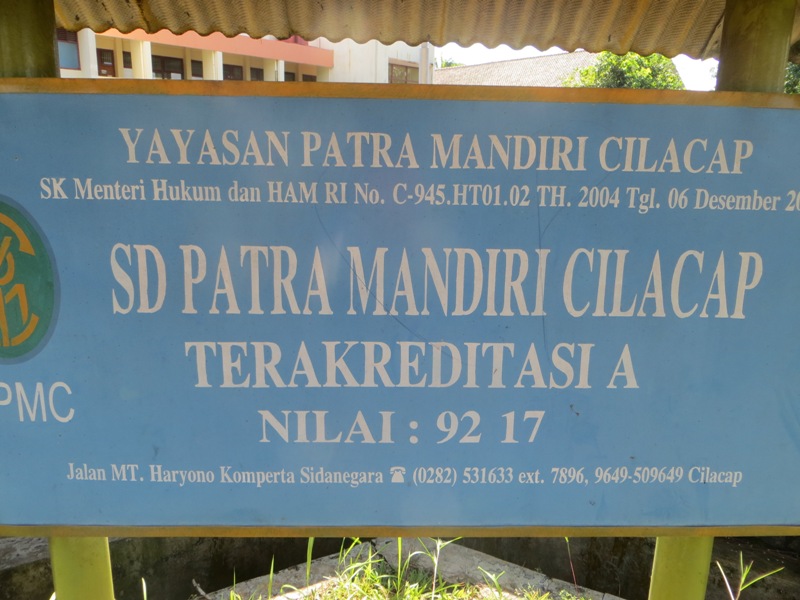 YAYASAN PATRA MANDIRI CILACAP
SK Menteri Hukum dan HAM RI No. C-945.HT01.02 TH. 2004 Tgl. 06 Desember 20
SD PATRA MANDIRI CILACAP
TERAKREDITASI A
PMC
NILAI : 92 17
Jalan MT. Haryono Komperta Sidanegara ☎ (0282) 531633 ext. 7896, 9649-509649 Cilacap